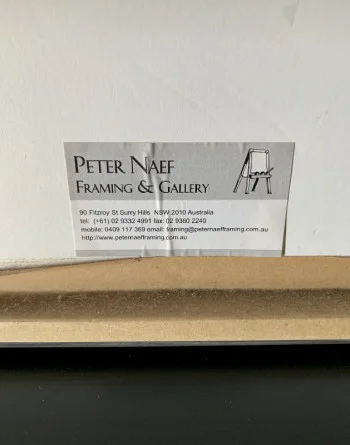 PETER NAEF
FRAMING & GALLERY
90 Fitzroy St Surry Hills NSW 2010 Australia
tel: (+61) 02 9332 4991 fax: 02 9360 2240
mobile: 0409 117 369 email: framing@peternaefframing.com.au
http://www.peternaefframing.com.au